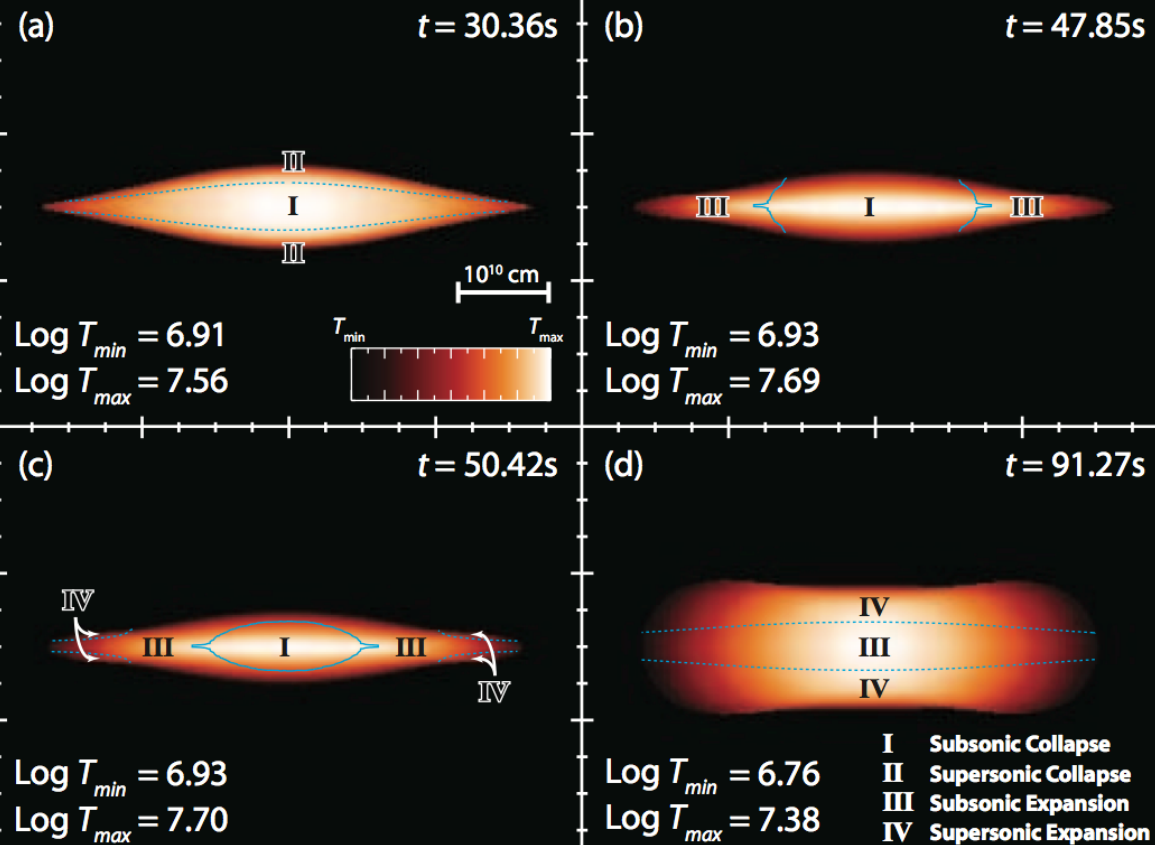 (a)
t = 30.36s
II
I
II
10¹⁰ cm
T_min
T_max
Log T_min = 6.91
Log T_max = 7.56
(b)
t = 47.85s
III
I
III
Log T_min = 6.93
Log T_max = 7.69
(c)
t = 50.42s
IV
III
I
III
IV
Log T_min = 6.93
Log T_max = 7.70
(d)
t = 91.27s
IV
III
IV
Log T_min = 6.76
Log T_max = 7.38
I Subsonic Collapse
II Supersonic Collapse
III Subsonic Expansion
IV Supersonic Expansion